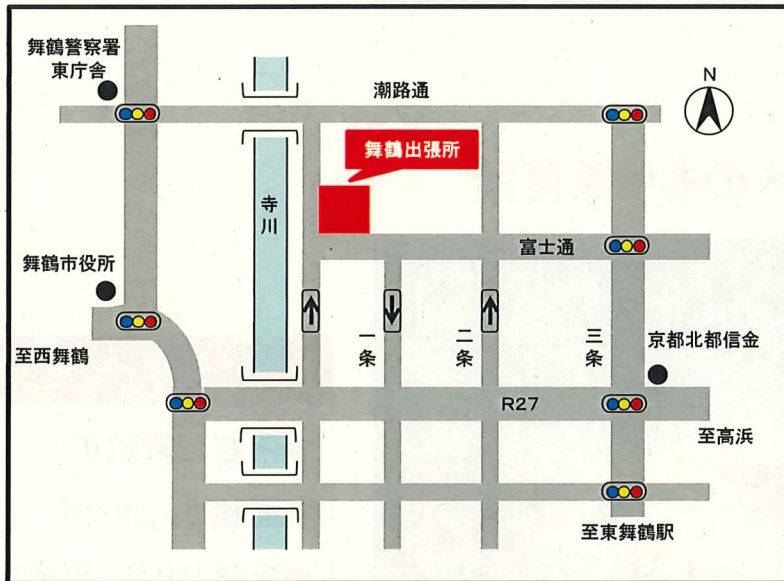 舞鶴警察署
東庁舎
潮路通
N
舞鶴出張所
寺川
富士通
舞鶴市役所
一条
二条
三条
京都北都信金
至西舞鶴
R27
至高浜
至東舞鶴駅